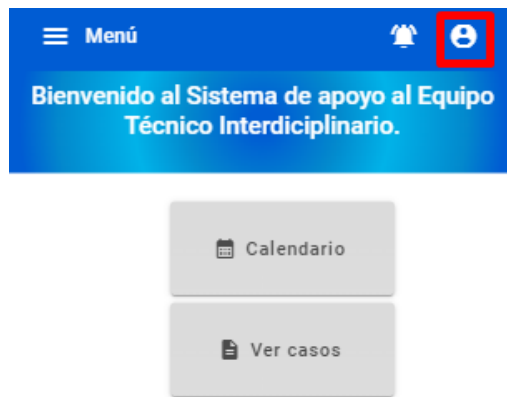 Menú
Bienvenido al Sistema de apoyo al Equipo
Técnico Interdiciplinario.
Calendario
Ver casos